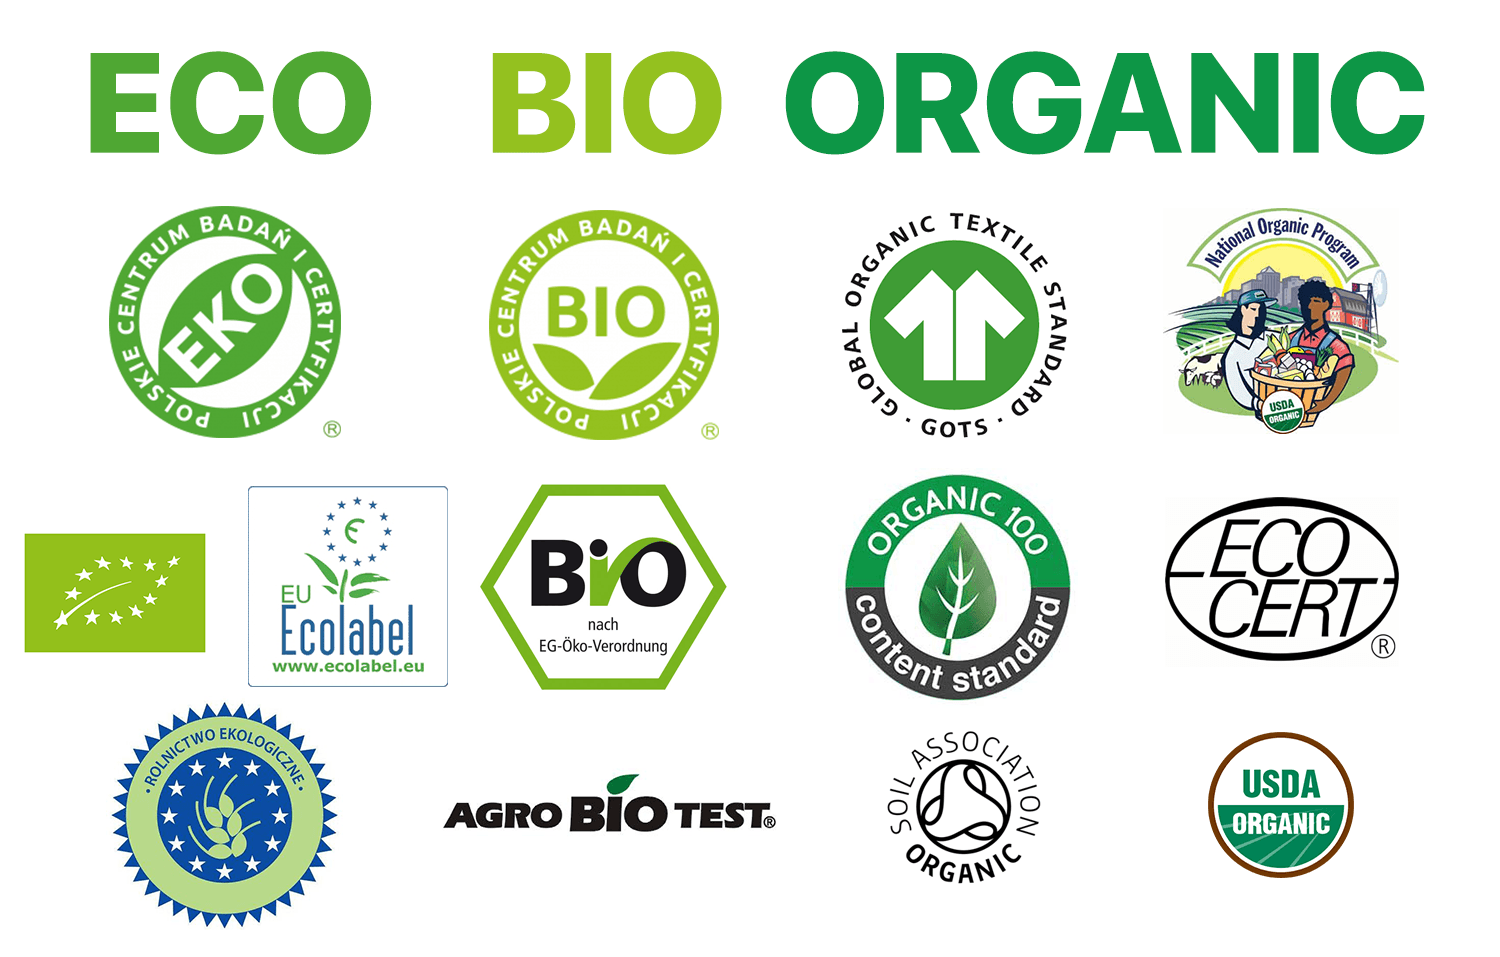 ECO
BIO
ORGANIC
POLSKIE CENTRUM BADAŃ I CERTYFIKACJI
EKO
®
POLSKIE CENTRUM BADAŃ I CERTYFIKACJI
BIO
®
GLOBAL ORGANIC TEXTILE STANDARD · GOTS ·
National Organic Program
USDA
ORGANIC
EU
Ecolabel
www.ecolabel.eu
BiO
nach
EG-Öko-Verordnung
ORGANIC 100
content standard
ECO
CERT
®
• ROLNICTWO EKOLOGICZNE •
AGRO BIO TEST®
SOIL ASSOCIATION
ORGANIC
USDA
ORGANIC